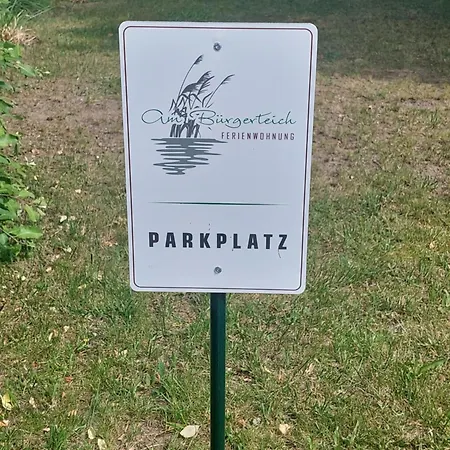 Am Bürgerteich
FERIENWOHNUNG
PARKPLATZ